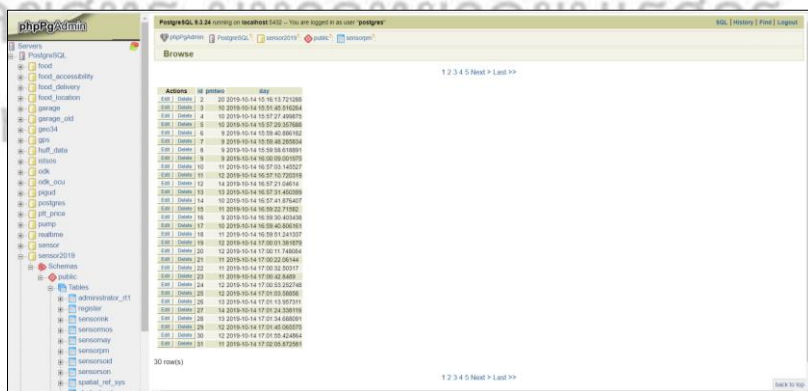 phpPgAdmin
PostgreSQL 9.3.24 running on localhost:5432 -- You are logged in as user "postgres"
SQL | History | Find | Logout
phpPgAdmin: PostgreSQL?: sensor2019?: public?: sensorpm?:
Browse
Servers
PostgreSQL
food
food_accessibility
food_delivery
food_location
garage
garage_old
geo34
gps
huff_data
odk
odk_ocu
pigud
postgres
ptt_price
pump
realtime
sensor
sensor2019
Schemas
public
Tables
administrator_rt1
register
sensorink
sensormos
sensornay
sensorpm
sensorsoid
sensorson
spatial_ref_sys
1 2 3 4 5 Next > Last >>
Actions id pmtwo day
Edit Delete 2 20 2019-10-14 15:16:13.721288
Edit Delete 3 10 2019-10-14 15:51:48.516264
Edit Delete 4 10 2019-10-14 15:57:27.499875
Edit Delete 5 10 2019-10-14 15:57:29.357688
Edit Delete 6 9 2019-10-14 15:59:40.886162
Edit Delete 7 9 2019-10-14 15:59:48.285834
Edit Delete 8 9 2019-10-14 15:59:58.618891
Edit Delete 9 9 2019-10-14 16:00:09.001975
Edit Delete 10 11 2019-10-14 16:57:03.145527
Edit Delete 11 12 2019-10-14 16:57:10.720319
Edit Delete 12 14 2019-10-14 16:57:21.04614
Edit Delete 13 13 2019-10-14 16:57:31.450399
Edit Delete 14 10 2019-10-14 16:57:41.876407
Edit Delete 15 11 2019-10-14 16:59:22.71582
Edit Delete 16 9 2019-10-14 16:59:30.403438
Edit Delete 17 10 2019-10-14 16:59:40.806161
Edit Delete 18 11 2019-10-14 16:59:51.241337
Edit Delete 19 12 2019-10-14 17:00:01.381879
Edit Delete 20 12 2019-10-14 17:00:11.748084
Edit Delete 21 11 2019-10-14 17:00:22.06144
Edit Delete 22 11 2019-10-14 17:00:32.50317
Edit Delete 23 11 2019-10-14 17:00:42.8489
Edit Delete 24 12 2019-10-14 17:00:53.252748
Edit Delete 25 12 2019-10-14 17:01:03.58658
Edit Delete 26 13 2019-10-14 17:01:13.957311
Edit Delete 27 14 2019-10-14 17:01:24.338119
Edit Delete 28 13 2019-10-14 17:01:34.688091
Edit Delete 29 12 2019-10-14 17:01:45.065575
Edit Delete 30 12 2019-10-14 17:01:55.424864
Edit Delete 31 11 2019-10-14 17:02:05.872581
30 row(s)
1 2 3 4 5 Next > Last >>
back to top